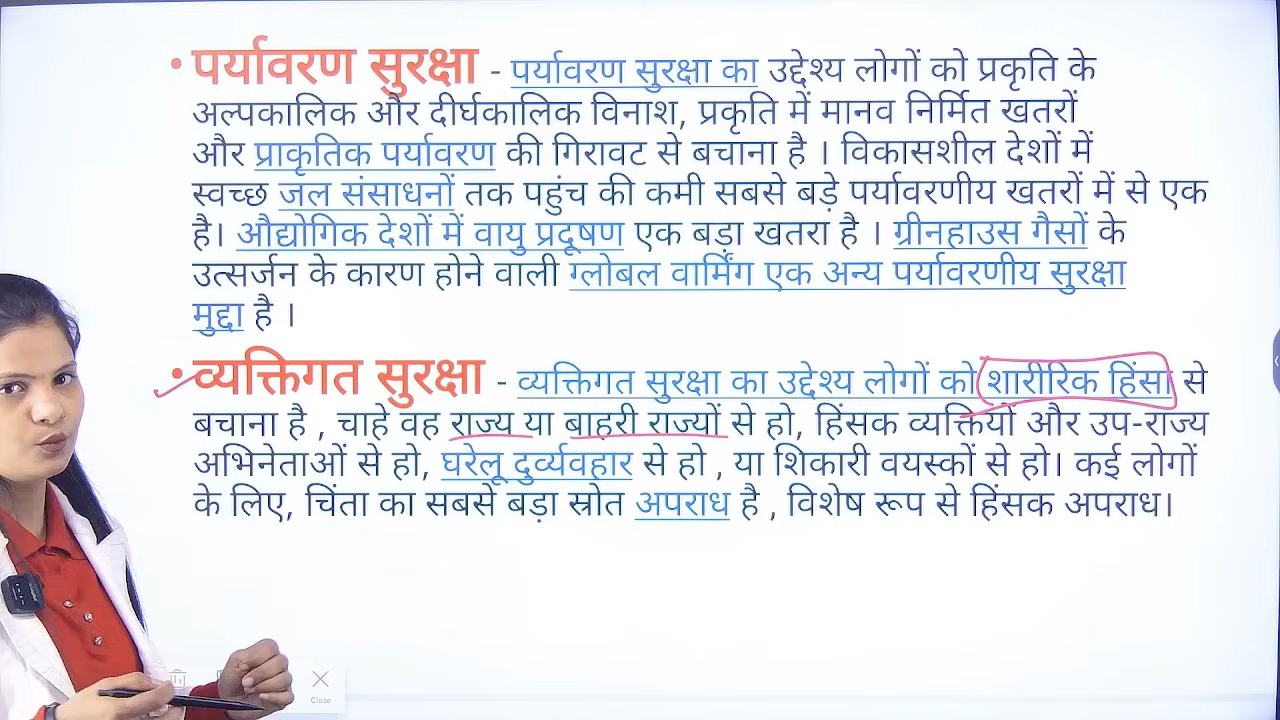 • पर्यावरण सुरक्षा - पर्यावरण सुरक्षा का उद्देश्य लोगों को प्रकृति के
अल्पकालिक और दीर्घकालिक विनाश, प्रकृति में मानव निर्मित खतरों
और प्राकृतिक पर्यावरण की गिरावट से बचाना है । विकासशील देशों में
स्वच्छ जल संसाधनों तक पहुंच की कमी सबसे बड़े पर्यावरणीय खतरों में से एक
है। औद्योगिक देशों में वायु प्रदूषण एक बड़ा खतरा है । ग्रीनहाउस गैसों के
उत्सर्जन के कारण होने वाली ग्लोबल वार्मिंग एक अन्य पर्यावरणीय सुरक्षा
मुद्दा है ।
• व्यक्तिगत सुरक्षा - व्यक्तिगत सुरक्षा का उद्देश्य लोगों को शारीरिक हिंसा से
बचाना है , चाहे वह राज्य या बाहरी राज्यों से हो, हिंसक व्यक्तियों और उप-राज्य
अभिनेताओं से हो, घरेलू दुर्व्यवहार से हो , या शिकारी वयस्कों से हो। कई लोगों
के लिए, चिंता का सबसे बड़ा स्रोत अपराध है , विशेष रूप से हिंसक अपराध।
Close